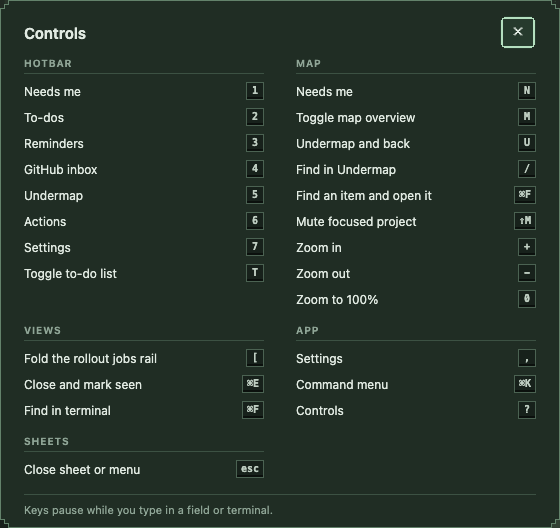 Controls
×
HOTBAR
Needs me 1
To-dos 2
Reminders 3
GitHub inbox 4
Undermap 5
Actions 6
Settings 7
Toggle to-do list T
MAP
Needs me N
Toggle map overview M
Undermap and back U
Find in Undermap /
Find an item and open it ⌘F
Mute focused project ⇧M
Zoom in +
Zoom out −
Zoom to 100% 0
VIEWS
Fold the rollout jobs rail [
Close and mark seen ⌘E
Find in terminal ⌘F
APP
Settings ,
Command menu ⌘K
Controls ?
SHEETS
Close sheet or menu esc
Keys pause while you type in a field or terminal.